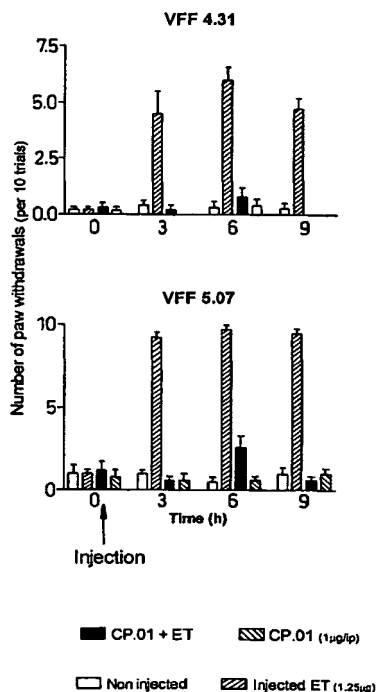 VFF 4.31
Number of paw withdrawals (per 10 trials)
7.5
5.0
2.5
0.0
0 3 6 9
VFF 5.07
10
5
0
0 3 6 9
Time (h)
Injection
CP.01 + ET
CP.01 (1µg/ip)
Non injected
Injected ET (1.25µg)